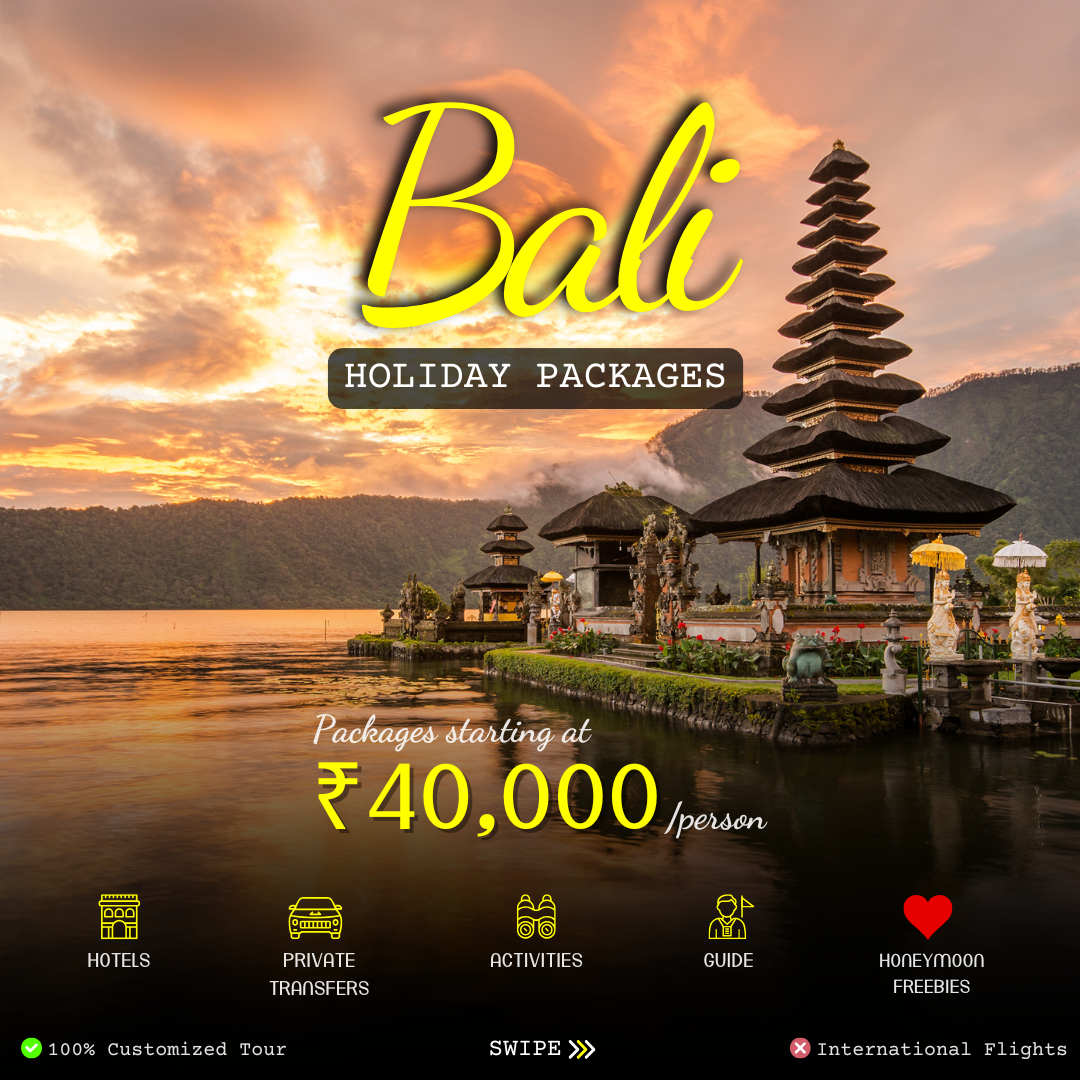 Bali
HOLIDAY PACKAGES
Packages starting at
₹40,000 /person
HOTELS
PRIVATE
TRANSFERS
ACTIVITIES
GUIDE
HONEYMOON
FREEBIES
100% Customized Tour
SWIPE
International Flights